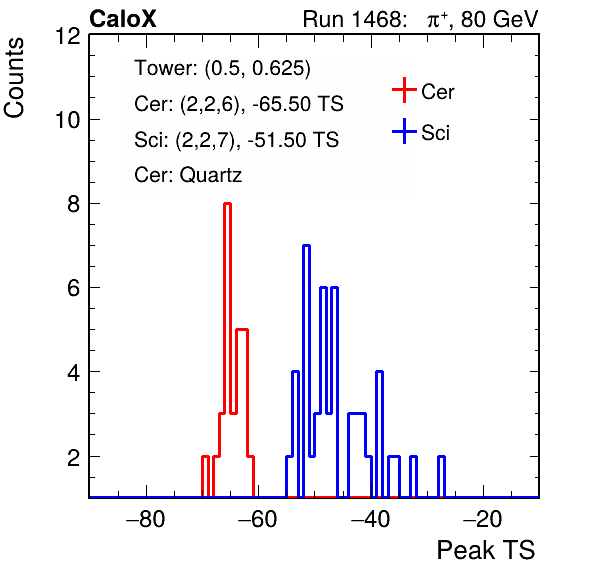 CaloX Run 1468: π⁺, 80 GeV
Counts
12
10
8
6
4
2
Tower: (0.5, 0.625)
Cer: (2,2,6), -65.50 TS
Sci: (2,2,7), -51.50 TS
Cer: Quartz
Cer
Sci
−80 −60 −40 −20
Peak TS